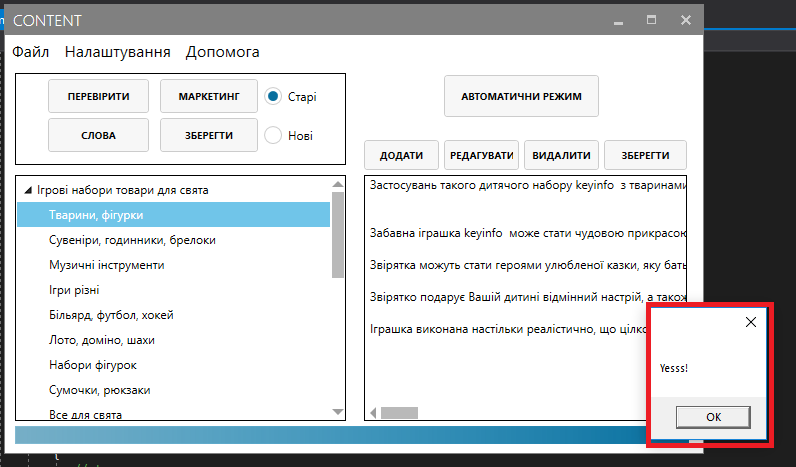 CONTENT
Файл Налаштування Допомога
ПЕРЕВІРИТИ МАРКЕТИНГ Старі
СЛОВА ЗБЕРЕГТИ Нові
АВТОМАТИЧНИ РЕЖИМ
ДОДАТИ РЕДАГУВАТИ ВИДАЛИТИ ЗБЕРЕГТИ
Ігрові набори товари для свята
Тварини, фігурки
Сувеніри, годинники, брелоки
Музичні інструменти
Ігри різні
Більярд, футбол, хокей
Лото, доміно, шахи
Набори фігурок
Сумочки, рюкзаки
Все для свята
Застосувань такого дитячого набору keyinfo з тваринами
Забавна іграшка keyinfo може стати чудовою прикрасою
Звірятка можуть стати героями улюбленої казки, яку бать
Звірятко подарує Вашій дитині відмінний настрій, а також
Іграшка виконана настільки реалістично, що цілко
Yesss!
OK